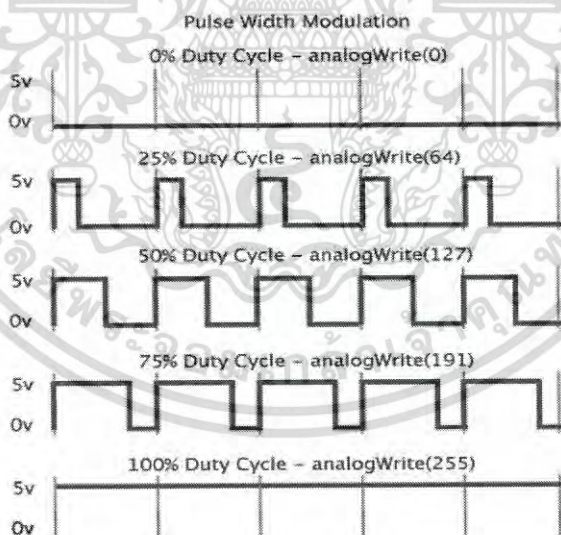 Pulse Width Modulation
0% Duty Cycle – analogWrite(0)
5v
0v
25% Duty Cycle – analogWrite(64)
5v
0v
50% Duty Cycle – analogWrite(127)
5v
0v
75% Duty Cycle – analogWrite(191)
5v
0v
100% Duty Cycle – analogWrite(255)
5v
0v